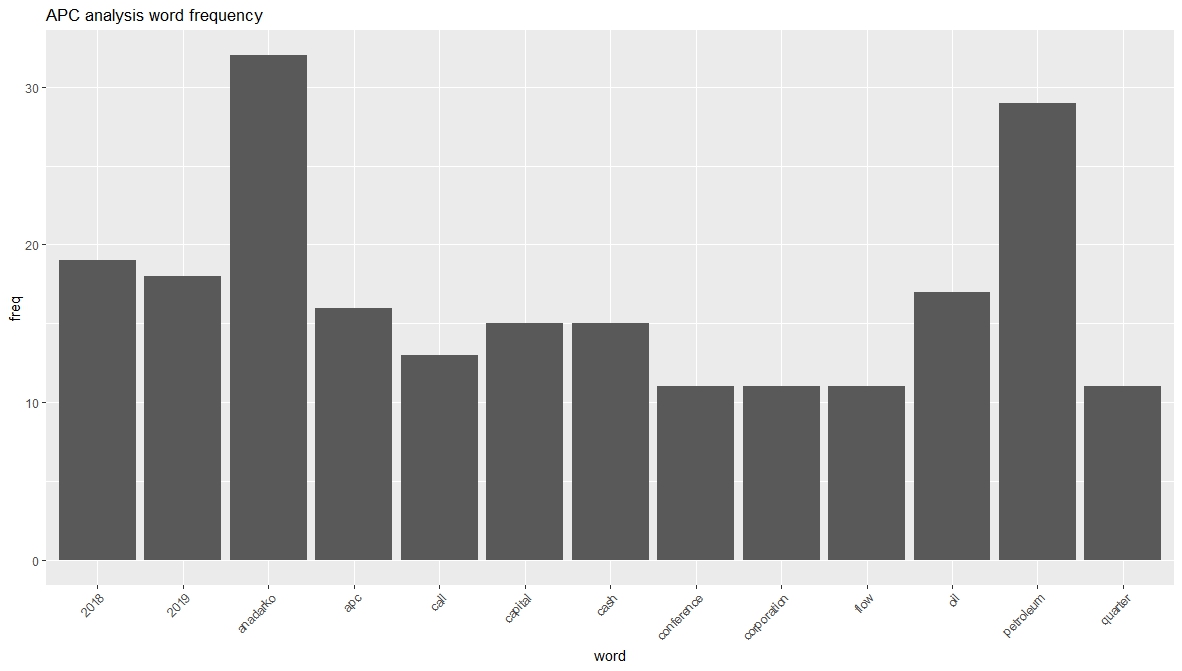 APC analysis word frequency
freq
30
20
10
0
2018
2019
anadarko
apc
call
capital
cash
conference
corporation
flow
oil
petroleum
quarter
word